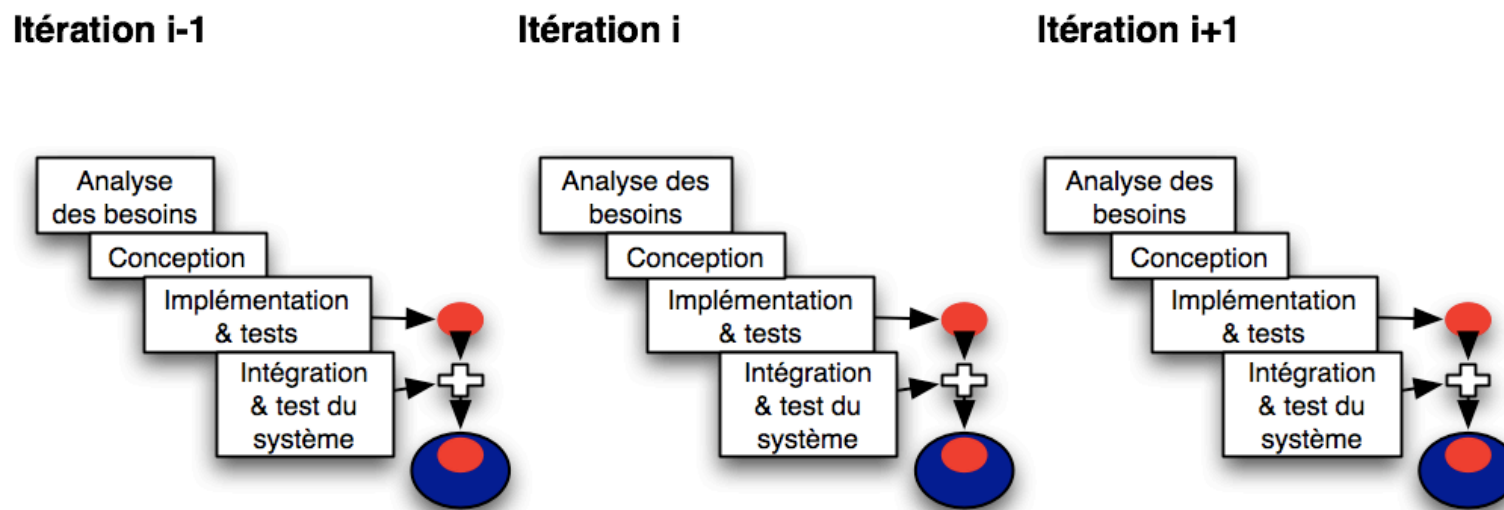 Itération i-1
Itération i
Itération i+1
Analyse
des besoins
Conception
Implémentation
& tests
Intégration
& test du
système
Analyse des
besoins
Conception
Implémentation
& tests
Intégration
& test du
système
Analyse des
besoins
Conception
Implémentation
& tests
Intégration
& test du
système